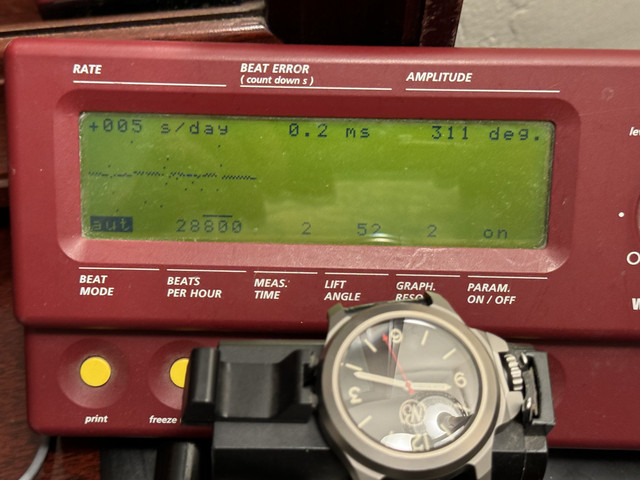 RATE
BEAT ERROR
(count down s)
AMPLITUDE
+005 s/day 0.2 ms 311 deg.
aut 28800 2 52 2 on
BEAT MODE
BEATS PER HOUR
MEAS. TIME
LIFT ANGLE
GRAPH.
PARAM. ON / OFF
print
freeze